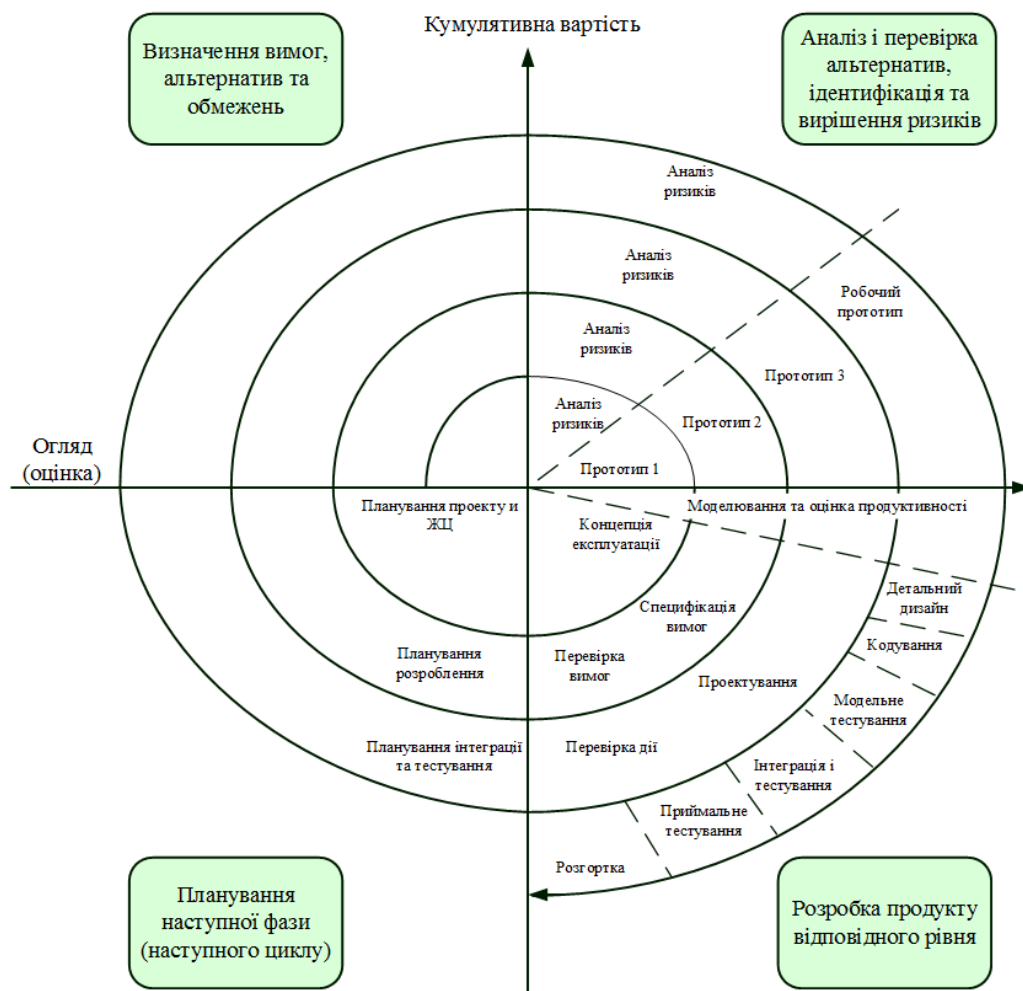 Кумулятивна вартість
Визначення вимог,
альтернатив та
обмежень
Аналіз і перевірка
альтернатив,
ідентифікація та
вирішення ризиків
Аналіз
ризиків
Аналіз
ризиків
Робочий
прототип
Аналіз
ризиків
Прототип 3
Аналіз
ризиків
Прототип 2
Прототип 1
Огляд
(оцінка)
Планування проекту и
ЖЦ
Моделювання та оцінка продуктивності
Концепція
експлуатації
Детальний
дизайн
Специфікація
вимог
Кодування
Планування
розроблення
Перевірка
вимог
Проектування
Модельне
тестування
Планування інтеграції
та тестування
Перевірка дії
Інтеграція і
тестування
Приймальне
тестування
Розгортка
Планування
наступної фази
(наступного циклу)
Розробка продукту
відповідного рівня